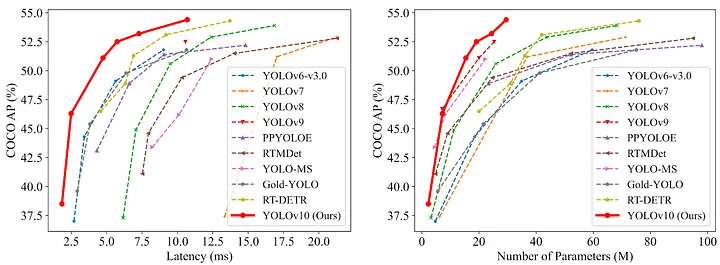 55.0
52.5
50.0
47.5
45.0
42.5
40.0
37.5
COCO AP (%)
2.5 5.0 7.5 10.0 12.5 15.0 17.5 20.0
Latency (ms)
YOLOv6-v3.0
YOLOv7
YOLOv8
YOLOv9
PPYOLOE
RTMDet
YOLO-MS
Gold-YOLO
RT-DETR
YOLOv10 (Ours)
55.0
52.5
50.0
47.5
45.0
42.5
40.0
37.5
COCO AP (%)
0 20 40 60 80 100
Number of Parameters (M)
YOLOv6-v3.0
YOLOv7
YOLOv8
YOLOv9
PPYOLOE
RTMDet
YOLO-MS
Gold-YOLO
RT-DETR
YOLOv10 (Ours)